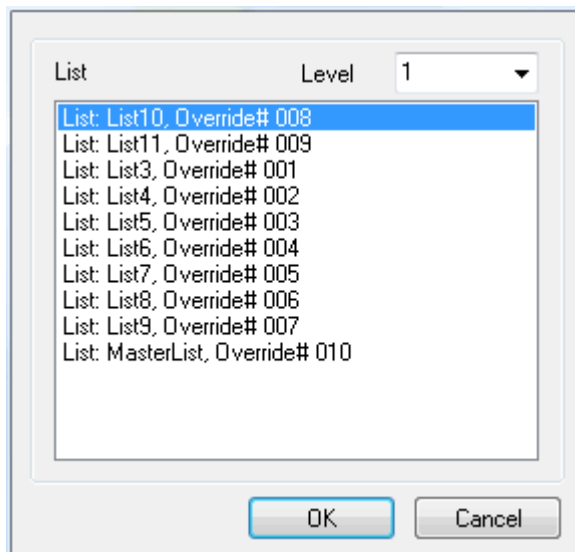 List Level 1
List: List10, Override# 008
List: List11, Override# 009
List: List3, Override# 001
List: List4, Override# 002
List: List5, Override# 003
List: List6, Override# 004
List: List7, Override# 005
List: List8, Override# 006
List: List9, Override# 007
List: MasterList, Override# 010
OK Cancel